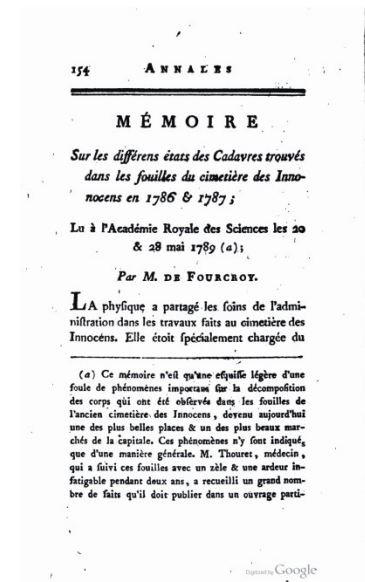 154 ANNALES
MÉMOIRE
Sur les différens états des Cadavres trouvés
dans les fouilles du cimetière des Inno-
nocens en 1786 & 1787 ;
Lu à l'Académie Royale des Sciences les 20
& 28 mai 1789 (a) ;
Par M. DE FOURCROY.
LA phyſique a partagé les ſoins de l'admi-
niſtration dans les travaux faits au cimetière des
Innocens. Elle étoit ſpécialement chargée du
(a) Ce mémoire n'eſt qu'une eſquiſſe légère d'une
foule de phénomènes importans ſur la décompoſition
des corps qui ont été obſervés dans les fouilles de
l'ancien cimetière des Innocens, devenu aujourd'hui
une des plus belles places & un des plus beaux mar-
chés de la capitale. Ces phénomènes n'y ſont indiqués,
que d'une manière générale. M. Thouret, médecin,
qui a ſuivi ces fouilles avec un zèle & une ardeur in-
fatigable pendant deux ans, a recueilli un grand nom-
bre de faits qu'il doit publier dans un ouvrage parti-
Digitized by Google